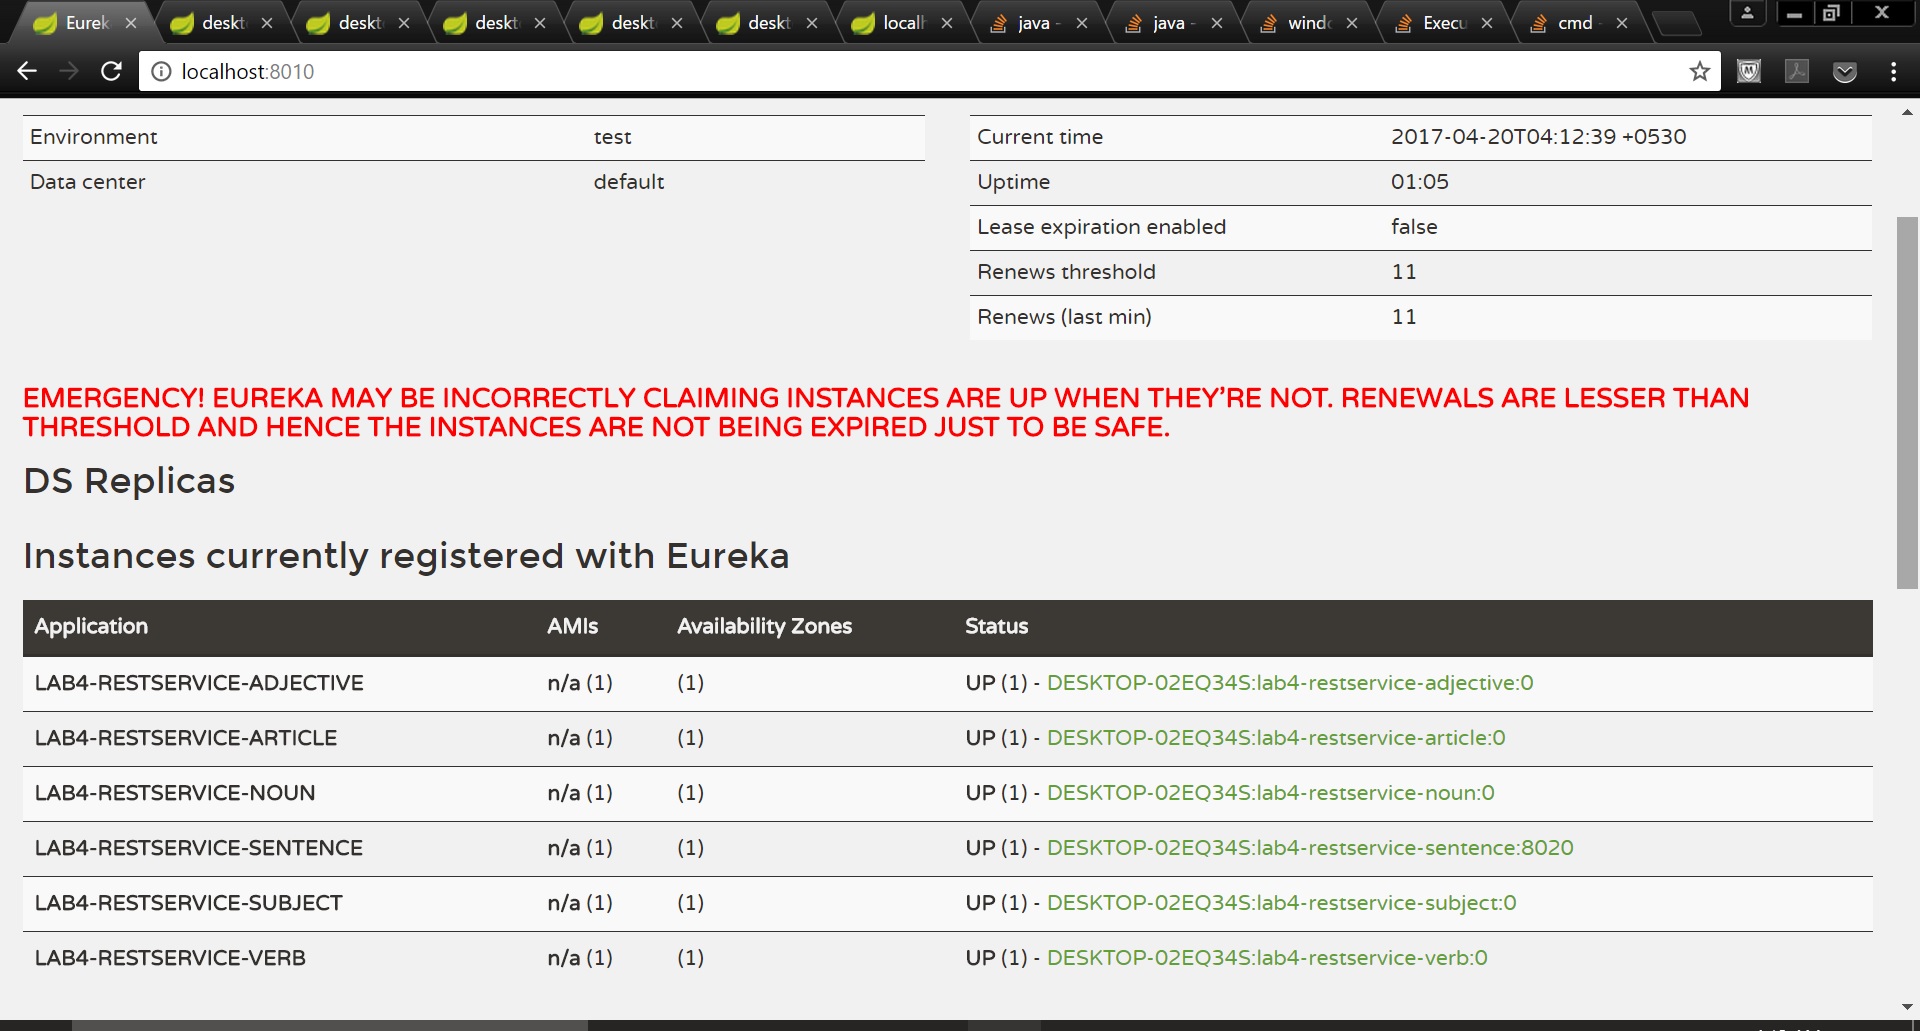 Eurek
deskt
deskt
deskt
deskt
deskt
localh
java -
java -
windo
Execu
cmd -
localhost:8010
Environment test
Data center default
Current time 2017-04-20T04:12:39 +0530
Uptime 01:05
Lease expiration enabled false
Renews threshold 11
Renews (last min) 11
EMERGENCY! EUREKA MAY BE INCORRECTLY CLAIMING INSTANCES ARE UP WHEN THEY'RE NOT. RENEWALS ARE LESSER THAN
THRESHOLD AND HENCE THE INSTANCES ARE NOT BEING EXPIRED JUST TO BE SAFE.
DS Replicas
Instances currently registered with Eureka
Application AMIs Availability Zones Status
LAB4-RESTSERVICE-ADJECTIVE n/a (1) (1) UP (1) - DESKTOP-02EQ34S:lab4-restservice-adjective:0
LAB4-RESTSERVICE-ARTICLE n/a (1) (1) UP (1) - DESKTOP-02EQ34S:lab4-restservice-article:0
LAB4-RESTSERVICE-NOUN n/a (1) (1) UP (1) - DESKTOP-02EQ34S:lab4-restservice-noun:0
LAB4-RESTSERVICE-SENTENCE n/a (1) (1) UP (1) - DESKTOP-02EQ34S:lab4-restservice-sentence:8020
LAB4-RESTSERVICE-SUBJECT n/a (1) (1) UP (1) - DESKTOP-02EQ34S:lab4-restservice-subject:0
LAB4-RESTSERVICE-VERB n/a (1) (1) UP (1) - DESKTOP-02EQ34S:lab4-restservice-verb:0